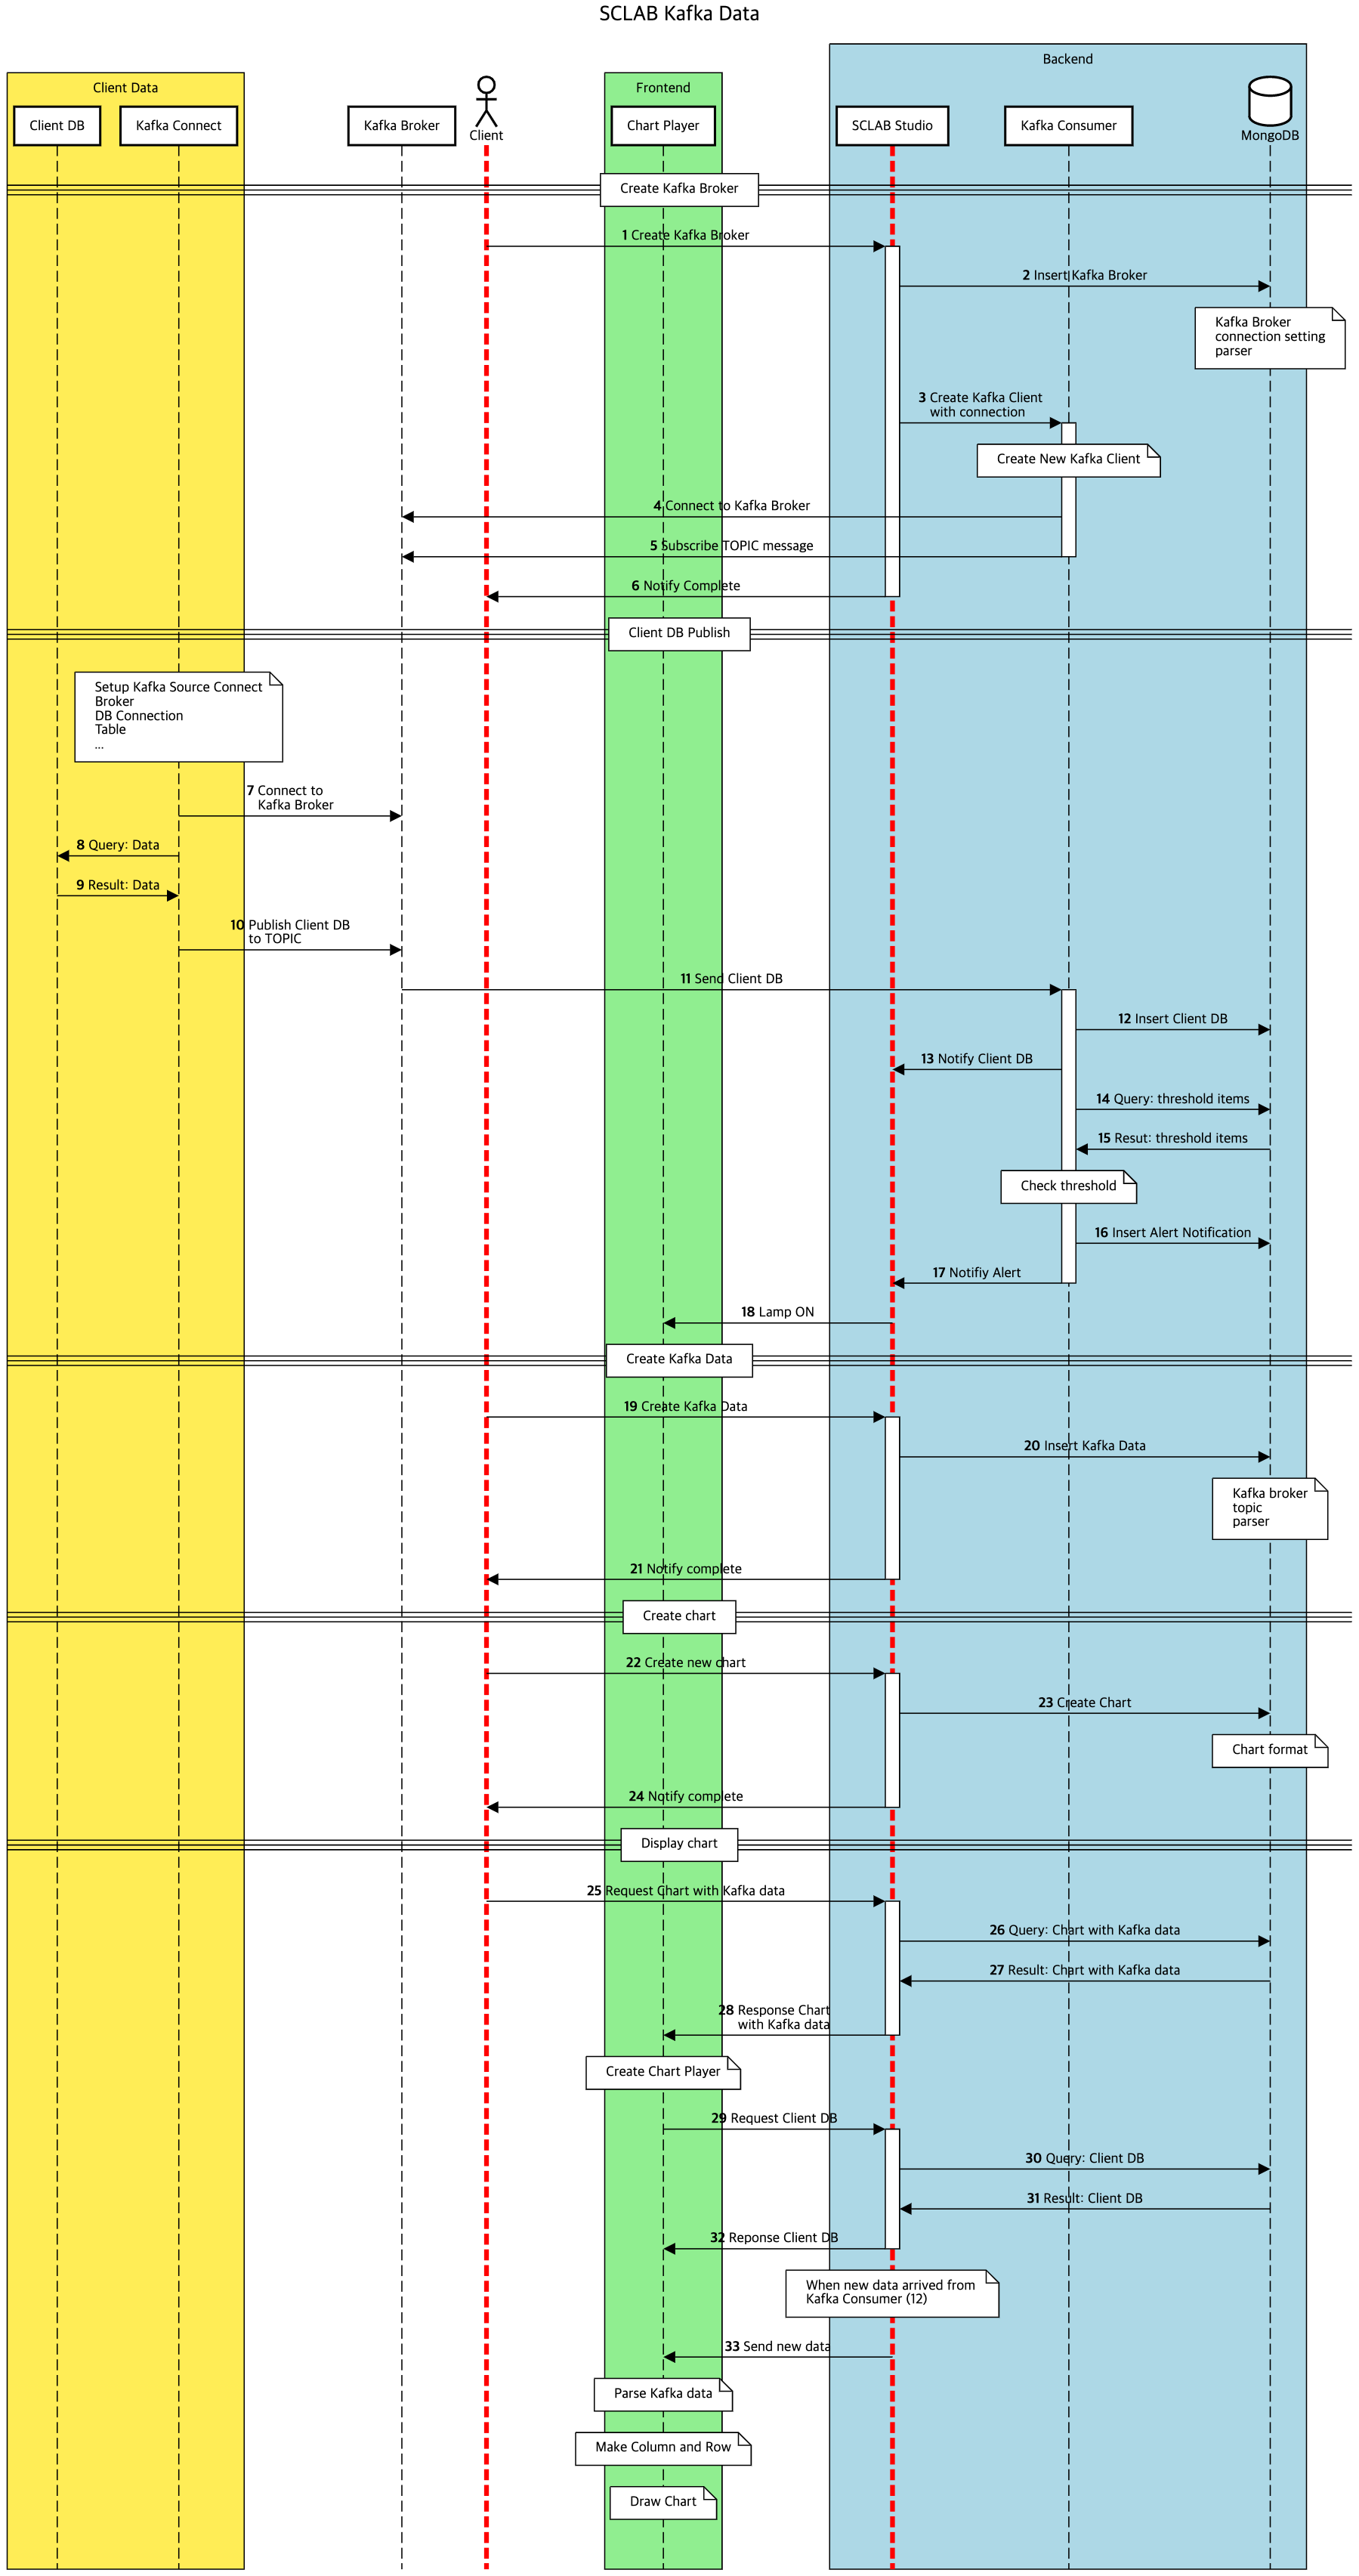 SCLAB Kafka Data
Backend
Client Data
Frontend
Client DB
Kafka Connect
Kafka Broker
Client
Chart Player
SCLAB Studio
Kafka Consumer
MongoDB
Create Kafka Broker
1 Create Kafka Broker
2 Insert Kafka Broker
Kafka Broker
connection setting
parser
3 Create Kafka Client
with connection
Create New Kafka Client
4 Connect to Kafka Broker
5 Subscribe TOPIC message
6 Notify Complete
Client DB Publish
Setup Kafka Source Connect
Broker
DB Connection
Table
...
7 Connect to
Kafka Broker
8 Query: Data
9 Result: Data
10 Publish Client DB
to TOPIC
11 Send Client DB
12 Insert Client DB
13 Notify Client DB
14 Query: threshold items
15 Resut: threshold items
Check threshold
16 Insert Alert Notification
17 Notifiy Alert
18 Lamp ON
Create Kafka Data
19 Create Kafka Data
20 Insert Kafka Data
Kafka broker
topic
parser
21 Notify complete
Create chart
22 Create new chart
23 Create Chart
Chart format
24 Notify complete
Display chart
25 Request Chart with Kafka data
26 Query: Chart with Kafka data
27 Result: Chart with Kafka data
28 Response Chart
with Kafka data
Create Chart Player
29 Request Client DB
30 Query: Client DB
31 Result: Client DB
32 Reponse Client DB
When new data arrived from
Kafka Consumer (12)
33 Send new data
Parse Kafka data
Make Column and Row
Draw Chart